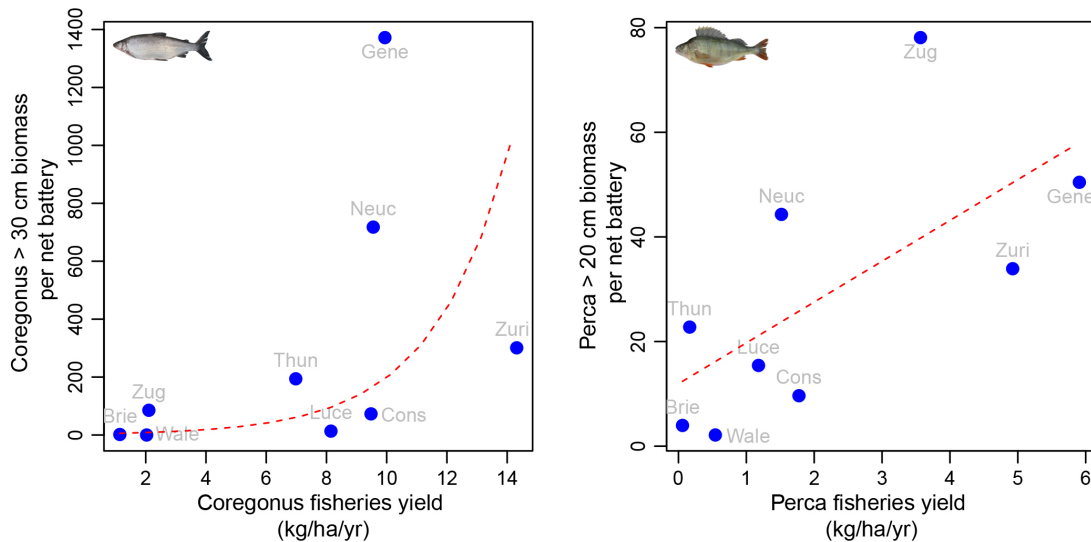 Coregonus > 30 cm biomass
per net battery
1400
1200
1000
800
600
400
200
0
Gene
Neuc
Zuri
Thun
Zug
Brie
Wale
Luce
Cons
2 4 6 8 10 12 14
Coregonus fisheries yield
(kg/ha/yr)
Perca > 20 cm biomass
per net battery
80
60
40
20
0
Zug
Gene
Neuc
Zuri
Thun
Luce
Cons
Brie
Wale
0 1 2 3 4 5 6
Perca fisheries yield
(kg/ha/yr)